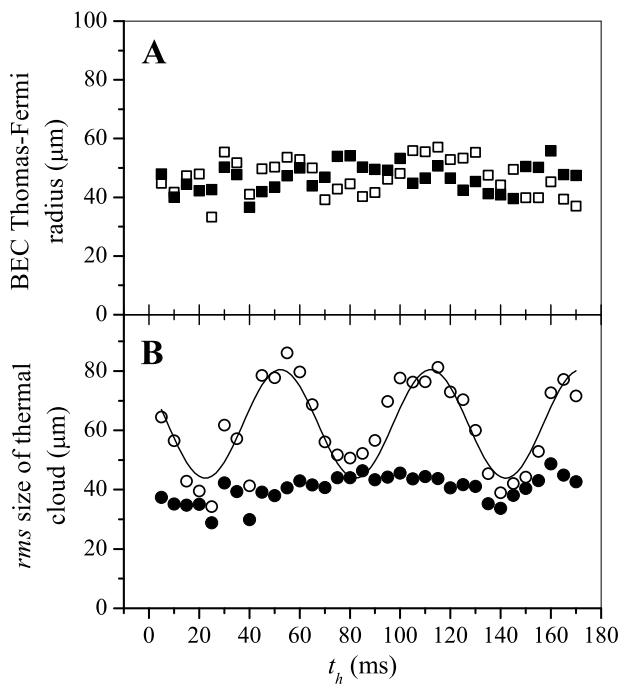 100
80
60
40
20
0
BEC Thomas-Fermi
radius (μm)
A
B
80
60
40
20
0
rms size of thermal
cloud (μm)
0 20 40 60 80 100 120 140 160 180
t_h (ms)